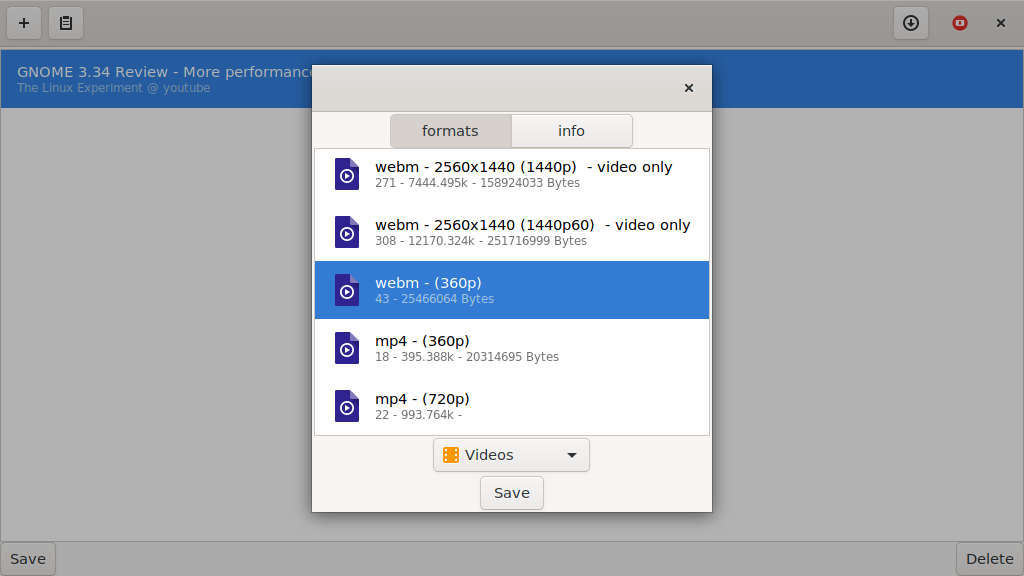 GNOME 3.34 Review - More performance
The Linux Experiment @ youtube
formats
info
webm - 2560x1440 (1440p)  - video only
271 - 7444.495k - 158924033 Bytes
webm - 2560x1440 (1440p60)  - video only
308 - 12170.324k - 251716999 Bytes
webm - (360p)
43 - 25466064 Bytes
mp4 - (360p)
18 - 395.388k - 20314695 Bytes
mp4 - (720p)
22 - 993.764k -
Videos
Save
Save
Delete